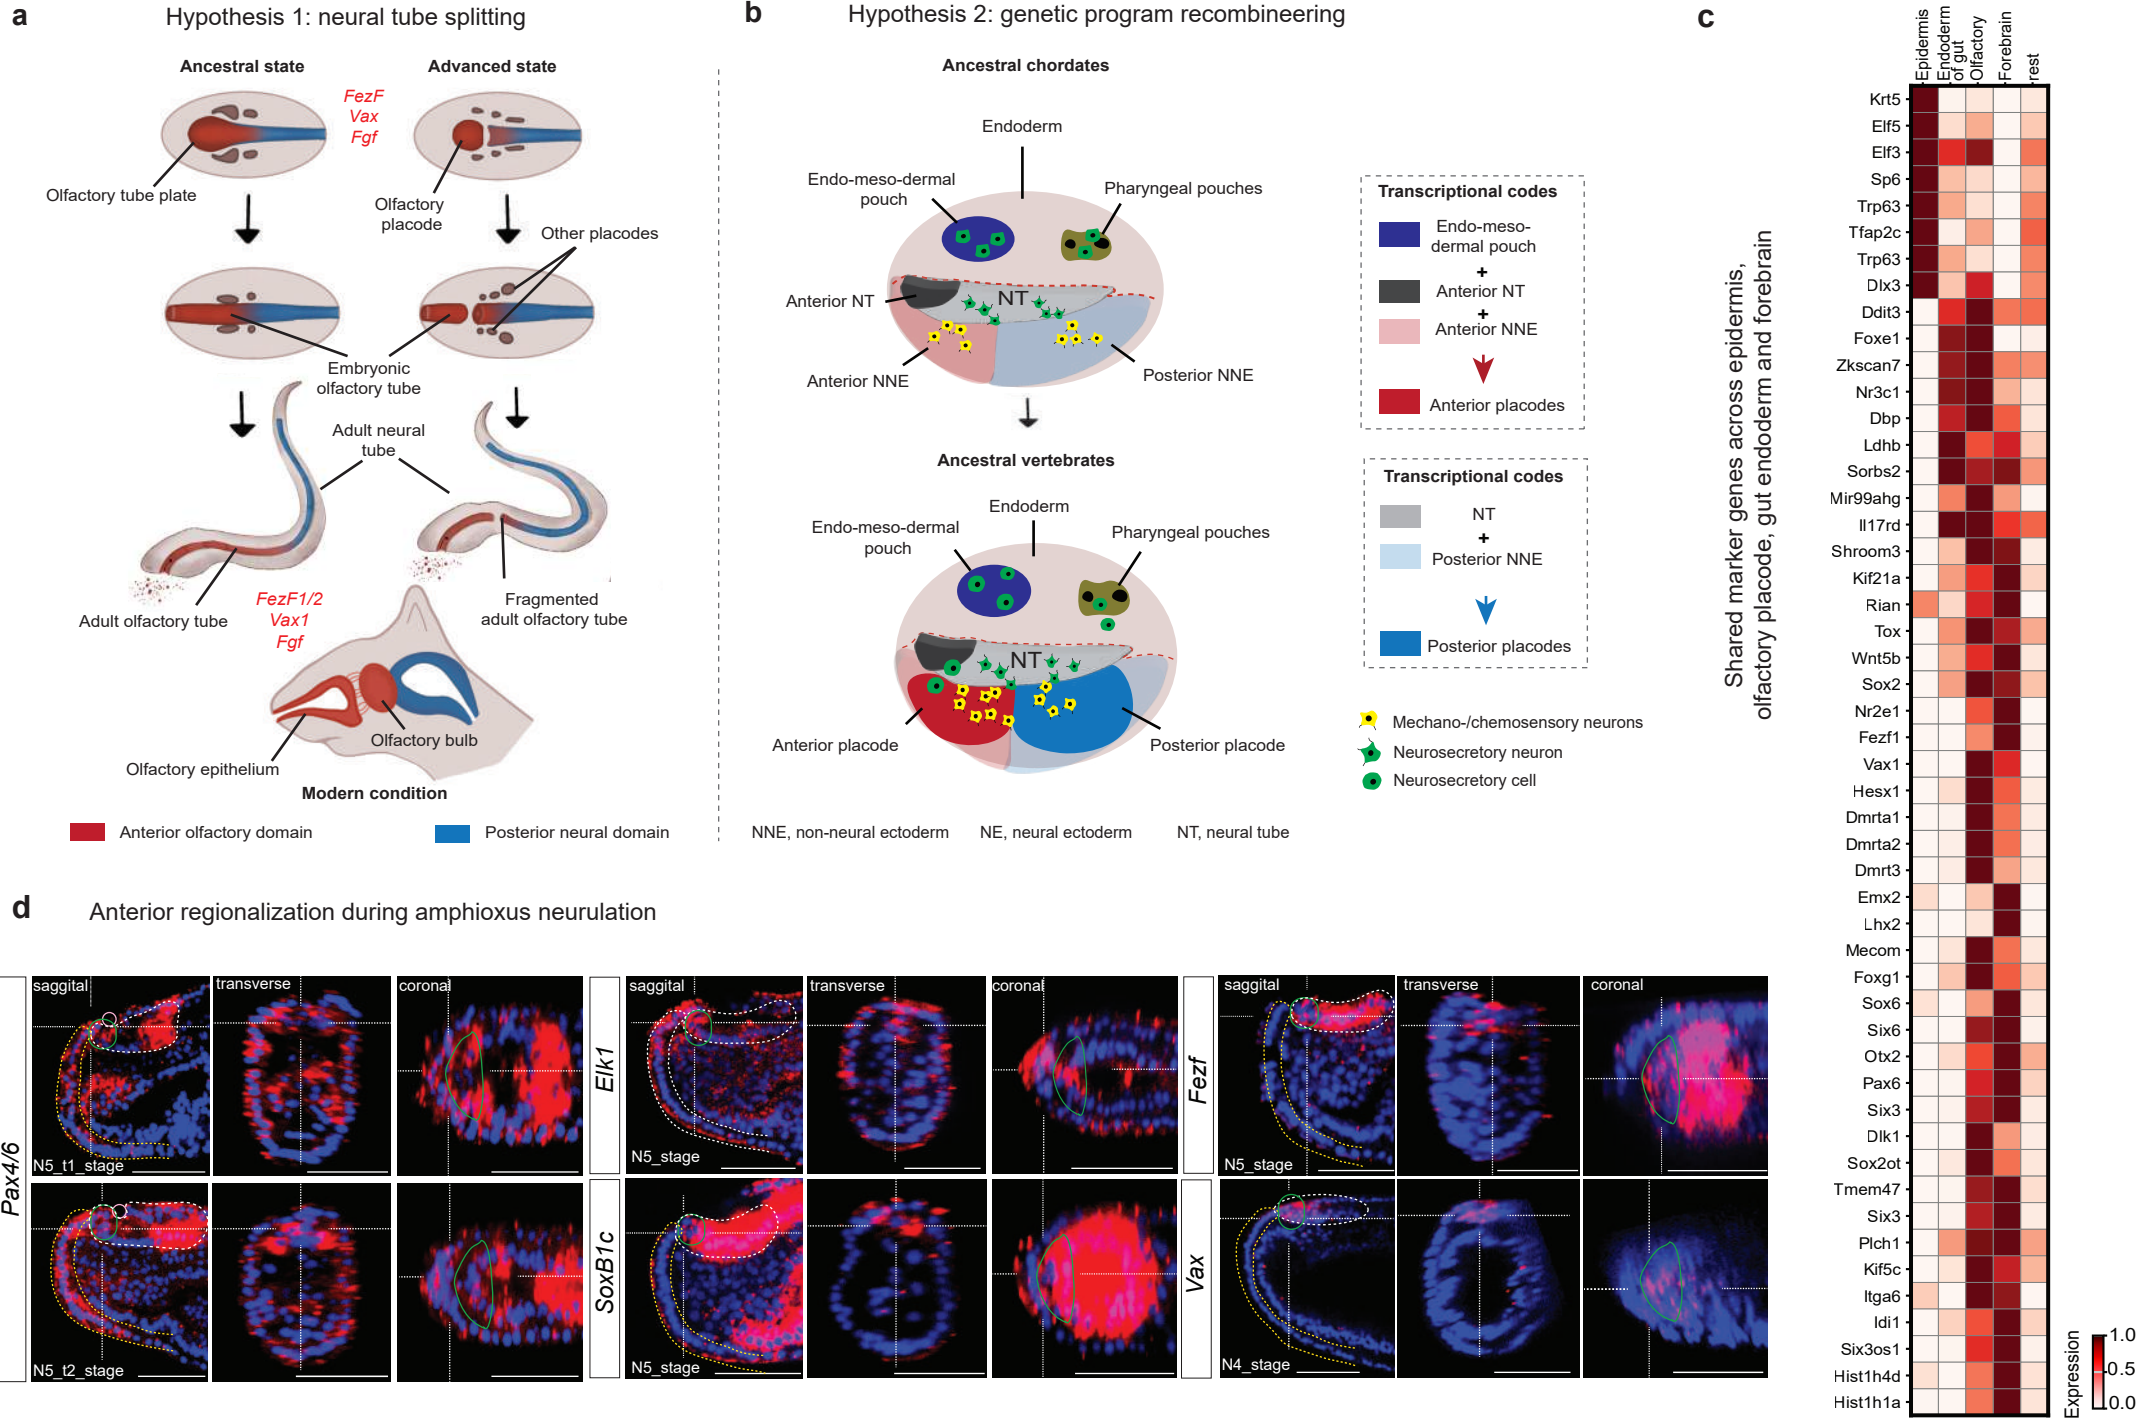 a
Hypothesis 1: neural tube splitting
Ancestral state
Advanced state
FezF
Vax
Fgf
Olfactory tube plate
Olfactory
placode
Other placodes
Embryonic
olfactory tube
Adult neural
tube
Adult olfactory tube
FezF1/2
Vax1
Fgf
Fragmented
adult olfactory tube
Olfactory bulb
Olfactory epithelium
Modern condition
Anterior olfactory domain
Posterior neural domain
b
Hypothesis 2: genetic program recombineering
Ancestral chordates
Endoderm
Endo-meso-dermal
pouch
Pharyngeal pouches
Anterior NT
NT
Anterior NNE
Posterior NNE
Ancestral vertebrates
Endoderm
Endo-meso-dermal
pouch
Pharyngeal pouches
NT
Anterior placode
Posterior placode
NNE, non-neural ectoderm
NE, neural ectoderm
NT, neural tube
Transcriptional codes
Endo-meso-
dermal pouch
+
Anterior NT
+
Anterior NNE
Anterior placodes
Transcriptional codes
NT
+
Posterior NNE
Posterior placodes
Mechano-/chemosensory neurons
Neurosecretory neuron
Neurosecretory cell
c
Epidermis
Endoderm
of gut
Olfactory
Forebrain
rest
Shared marker genes across epidermis,
olfactory placode, gut endoderm and forebrain
Krt5
Elf5
Elf3
Sp6
Trp63
Tfap2c
Trp63
Dlx3
Ddit3
Foxe1
Zkscan7
Nr3c1
Dbp
Ldhb
Sorbs2
Mir99ahg
Il17rd
Shroom3
Kif21a
Rian
Tox
Wnt5b
Sox2
Nr2e1
Fezf1
Vax1
Hesx1
Dmrta1
Dmrta2
Dmrt3
Emx2
Lhx2
Mecom
Foxg1
Sox6
Six6
Otx2
Pax6
Six3
Dlk1
Sox2ot
Tmem47
Six3
Plch1
Kif5c
Itga6
Idi1
Six3os1
Hist1h4d
Hist1h1a
Expression
1.0
0.5
0.0
d
Anterior regionalization during amphioxus neurulation
Pax4/6
saggital
transverse
coronal
N5_t1_stage
N5_t2_stage
Elk1
saggital
transverse
coronal
N5_stage
SoxB1c
N5_stage
Fezf
saggital
transverse
coronal
N5_stage
Vax
N4_stage